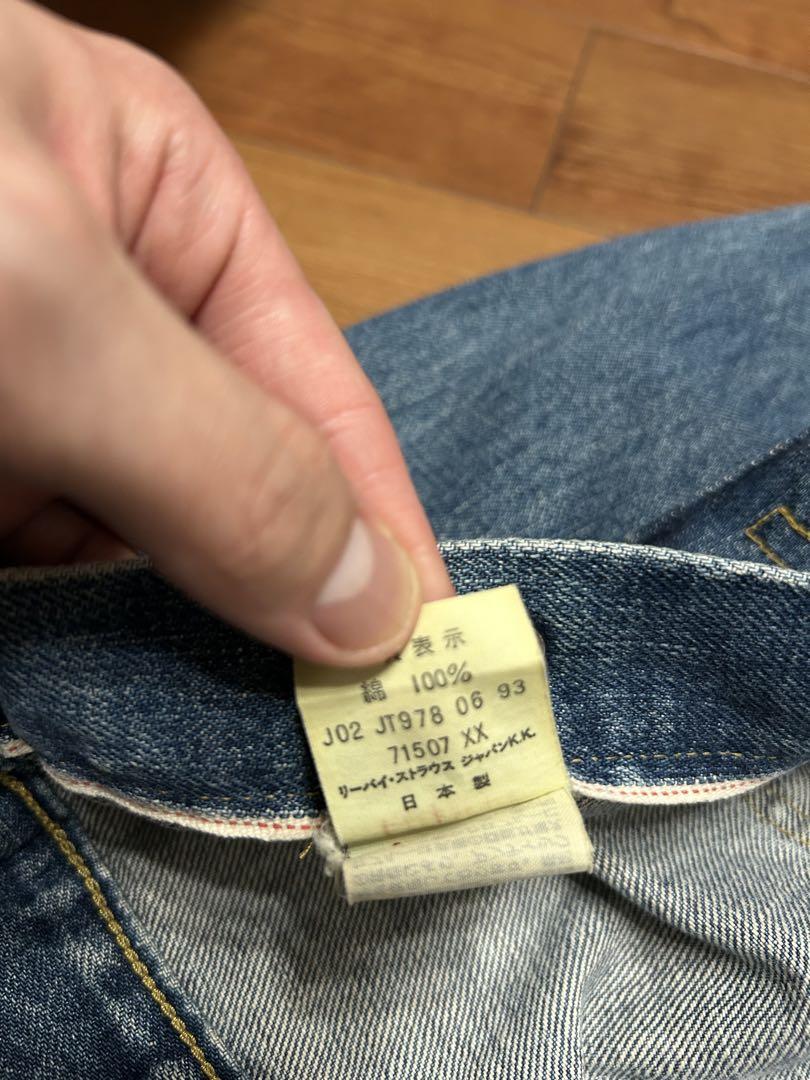 表示
綿 100%
J02 JT978 06 93
71507 XX
リーバイ・ストラウス ジャパンK.K.
日本製